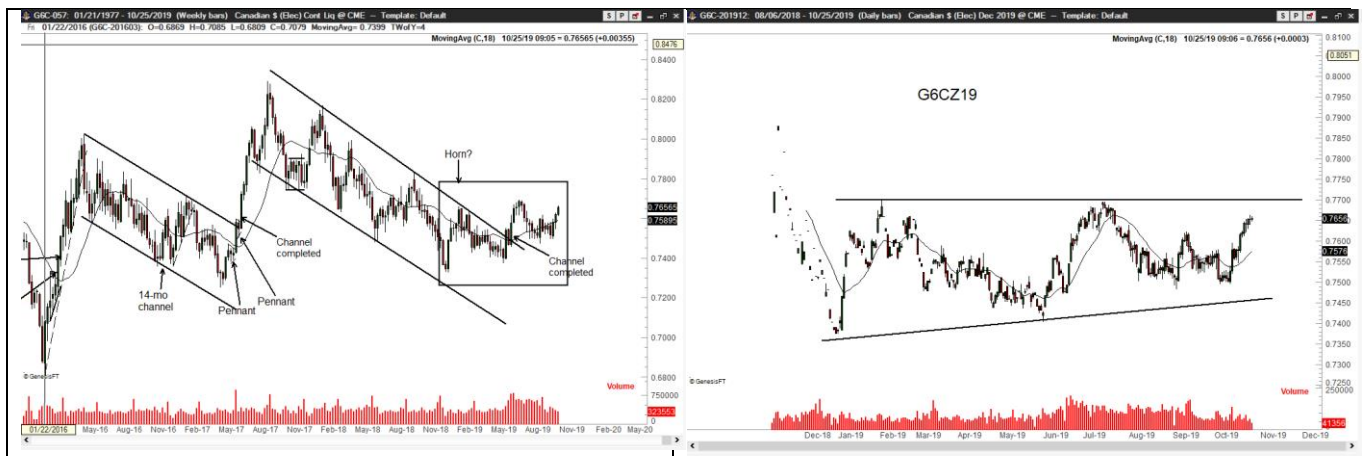 G6C-057: 01/21/1977 - 10/25/2019 (Weekly bars) Canadian $ (Elec) Cont Liq @ CME -- Template: Default
S P
Fri 01/22/2016 (G6C-201603) O=0.6869 H=0.7085 L=0.6809 C=0.7079 MovingAvg= 0.7399 TWofY=4
MovingAvg (C,18) 10/25/19 09:05 = 0.76565 (+0.00355)
0.8476
0.8400
0.8200
0.8000
0.7800
0.76565
0.75895
0.7400
0.7200
0.7000
0.6800
Horn?
Channel
completed
Channel
completed
14-mo
channel
Pennant
Pennant
© GenesisFT
Volume
750000
323553
0
01/22/2016 May-16 Aug-16 Nov-16 Feb-17 May-17 Aug-17 Nov-17 Feb-18 May-18 Aug-18 Nov-18 Feb-19 May-19 Aug-19 Nov-19 Feb-20 May-20
G6C-201912: 08/06/2018 - 10/25/2019 (Daily bars) Canadian $ (Elec) Dec 2019 @ CME -- Template: Default
S P
MovingAvg (C,18) 10/25/19 09:06 = 0.7656 (+0.0003)
G6CZ19
0.8100
0.8051
0.8000
0.7950
0.7900
0.7850
0.7800
0.7750
0.7700
0.7656
0.7600
0.7578
0.7500
0.7450
0.7400
0.7350
0.7300
0.7250
© GenesisFT
Volume
250000
41356
Dec-18 Jan-19 Mar-19 Apr-19 May-19 Jun-19 Jul-19 Aug-19 Sep-19 Oct-19 Nov-19 Dec-19